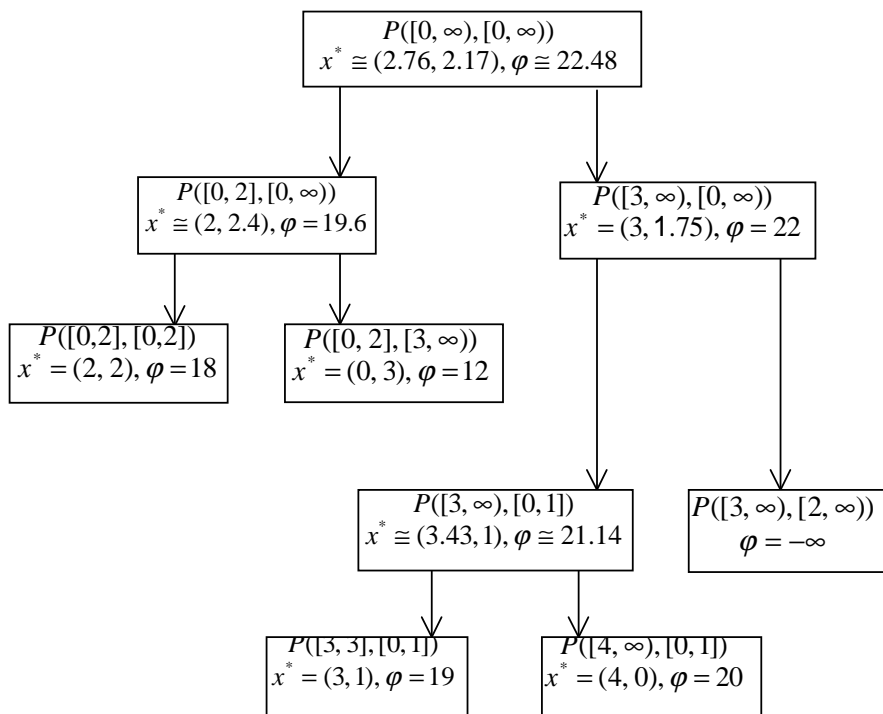 P([0, ∞), [0, ∞))
x* ≅ (2.76, 2.17), φ ≅ 22.48
P([0, 2], [0, ∞))
x* ≅ (2, 2.4), φ = 19.6
P([3, ∞), [0, ∞))
x* = (3, 1.75), φ = 22
P([0,2], [0,2])
x* = (2, 2), φ = 18
P([0, 2], [3, ∞))
x* = (0, 3), φ = 12
P([3, ∞), [0, 1])
x* ≅ (3.43, 1), φ ≅ 21.14
P([3, ∞), [2, ∞))
φ = −∞
P([3, 3], [0, 1])
x* = (3, 1), φ = 19
P([4, ∞), [0, 1])
x* = (4, 0), φ = 20